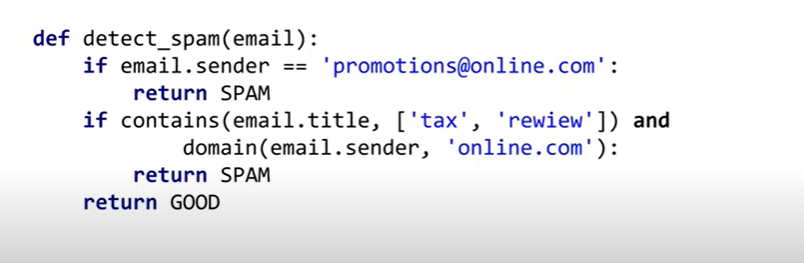 def detect_spam(email):
    if email.sender == 'promotions@online.com':
        return SPAM
    if contains(email.title, ['tax', 'rewiew']) and
            domain(email.sender, 'online.com'):
        return SPAM
    return GOOD